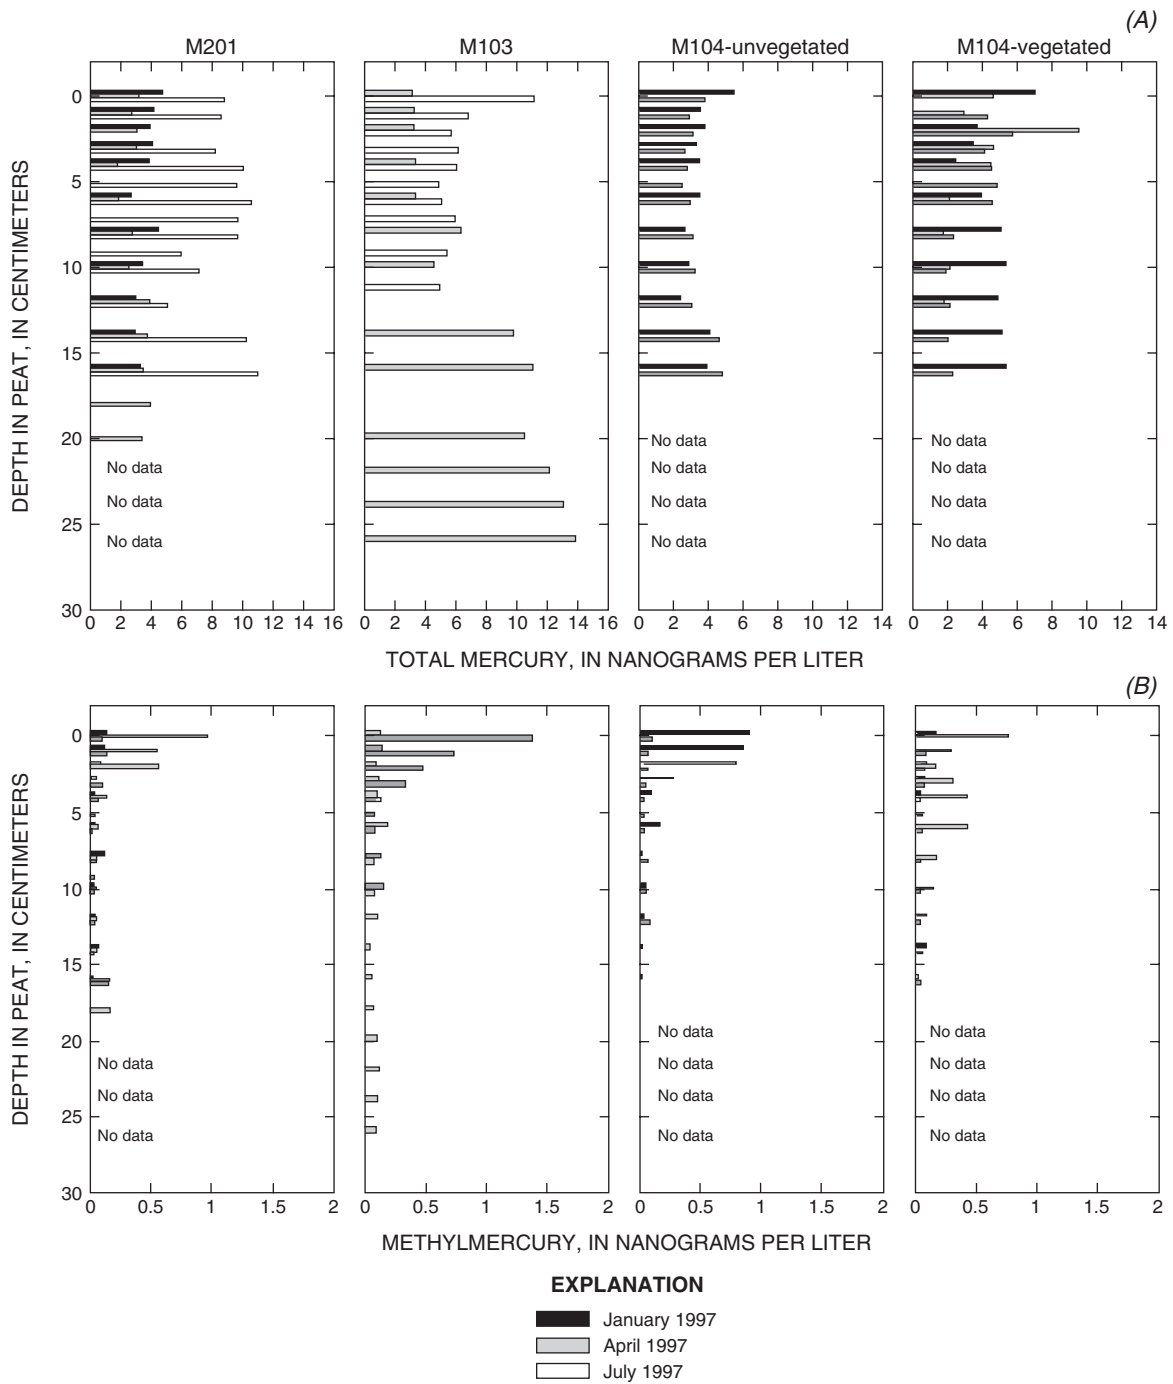 (A)
M201 M103 M104-unvegetated M104-vegetated
0
5
10
15
20
25
30
DEPTH IN PEAT, IN CENTIMETERS
No data No data
No data No data No data
No data No data No data
No data No data No data
0 2 4 6 8 10 12 14 16 0 2 4 6 8 10 12 14 16 0 2 4 6 8 10 12 14 0 2 4 6 8 10 12 14
TOTAL MERCURY, IN NANOGRAMS PER LITER
(B)
0
5
10
15
20
25
30
DEPTH IN PEAT, IN CENTIMETERS
No data No data
No data No data No data
No data No data No data
No data No data No data
0 0.5 1 1.5 2 0 0.5 1 1.5 2 0 0.5 1 1.5 2 0 0.5 1 1.5 2
METHYLMERCURY, IN NANOGRAMS PER LITER
EXPLANATION
January 1997
April 1997
July 1997